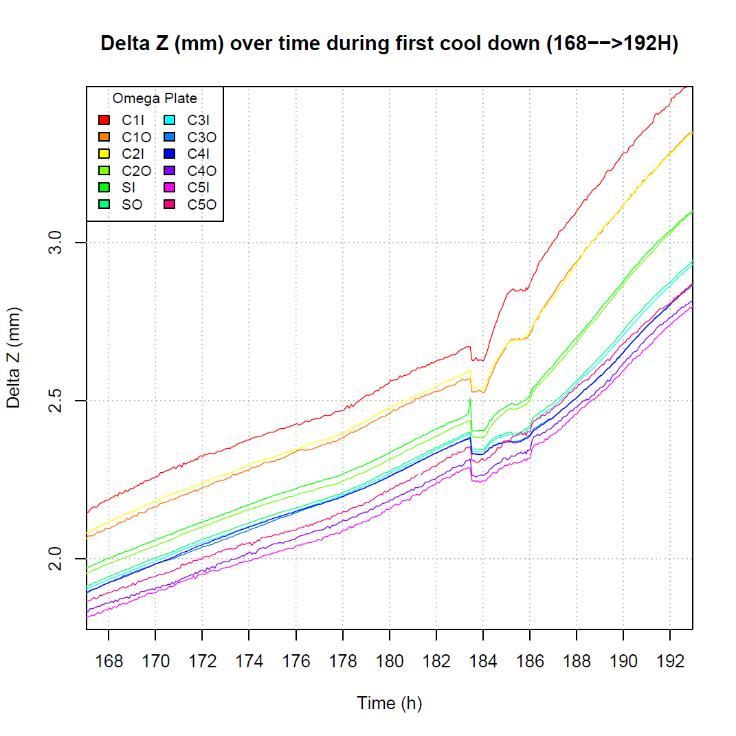 Delta Z (mm) over time during first cool down (168−−>192H)
Omega Plate
C1I C3I
C1O C3O
C2I C4I
C2O C4O
SI C5I
SO C5O
3.0
2.5
2.0
Delta Z (mm)
168 170 172 174 176 178 180 182 184 186 188 190 192
Time (h)